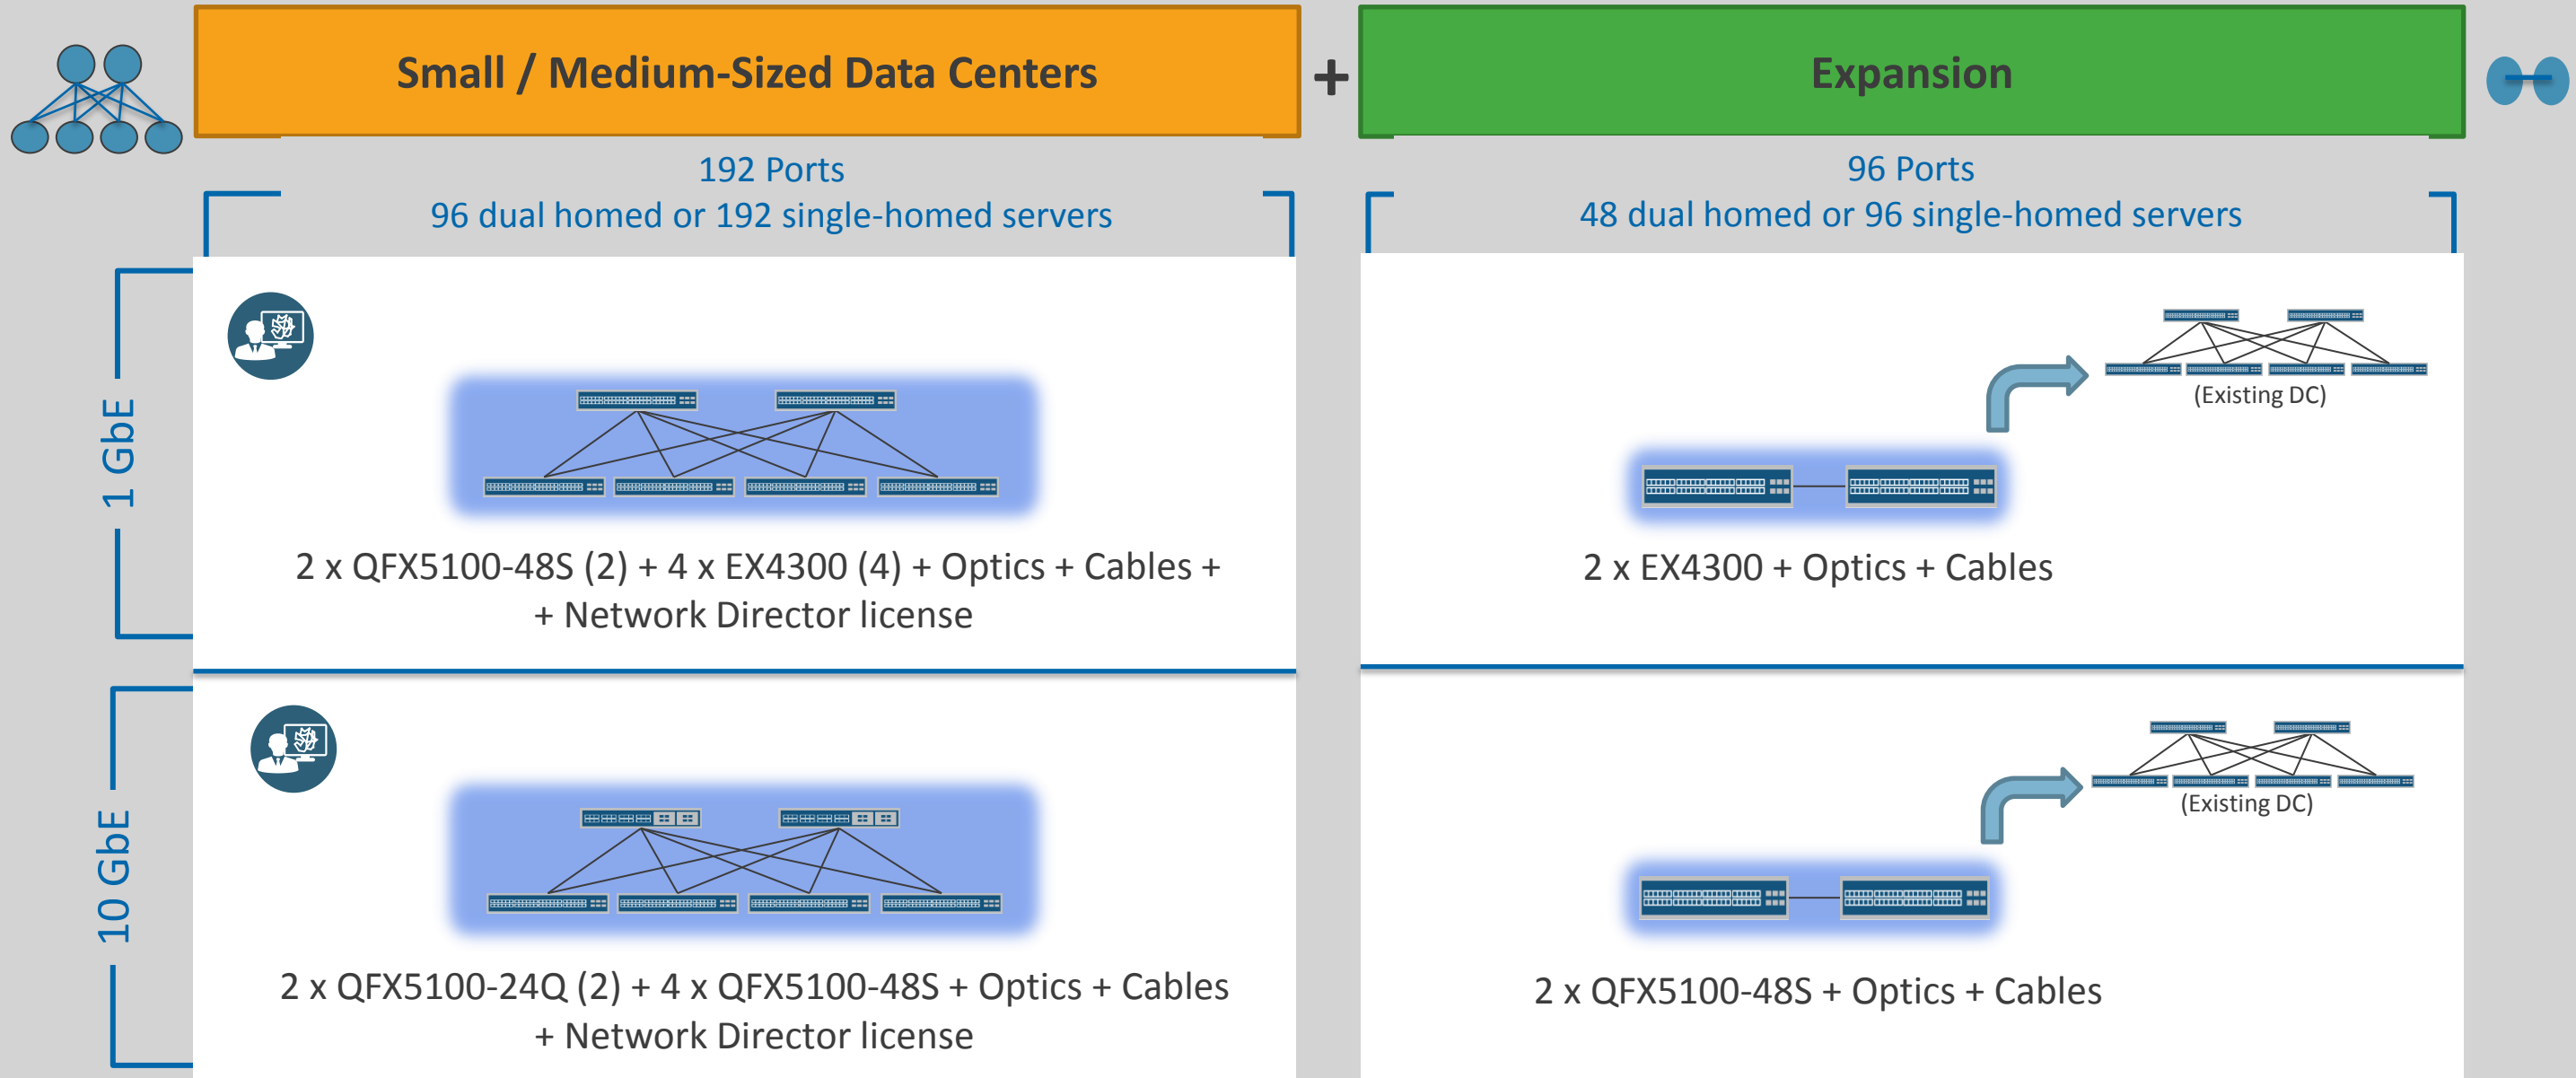 Small / Medium-Sized Data Centers
+
Expansion
192 Ports
96 dual homed or 192 single-homed servers
96 Ports
48 dual homed or 96 single-homed servers
1 GbE
2 x QFX5100-48S (2) + 4 x EX4300 (4) + Optics + Cables +
+ Network Director license
(Existing DC)
2 x EX4300 + Optics + Cables
10 GbE
2 x QFX5100-24Q (2) + 4 x QFX5100-48S + Optics + Cables
+ Network Director license
(Existing DC)
2 x QFX5100-48S + Optics + Cables